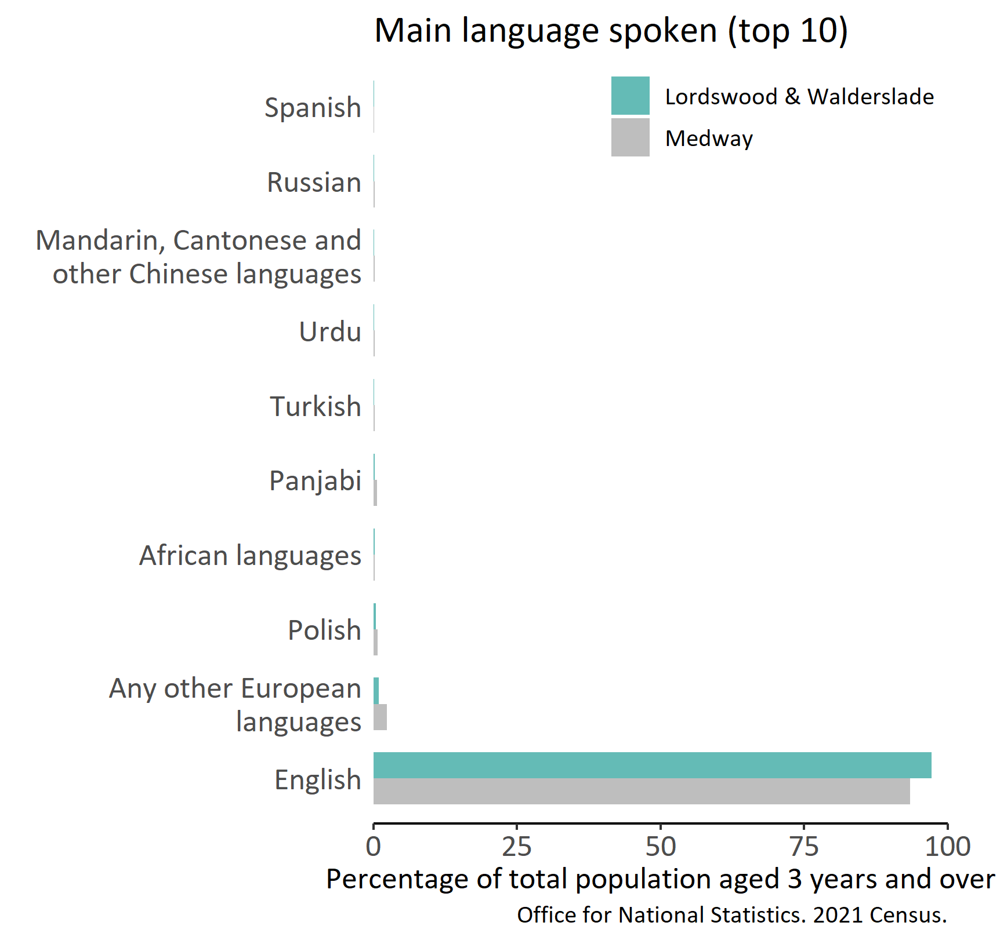 Main language spoken (top 10)
Lordswood & Walderslade
Medway
Spanish
Russian
Mandarin, Cantonese and
other Chinese languages
Urdu
Turkish
Panjabi
African languages
Polish
Any other European
languages
English
0 25 50 75 100
Percentage of total population aged 3 years and over
Office for National Statistics. 2021 Census.